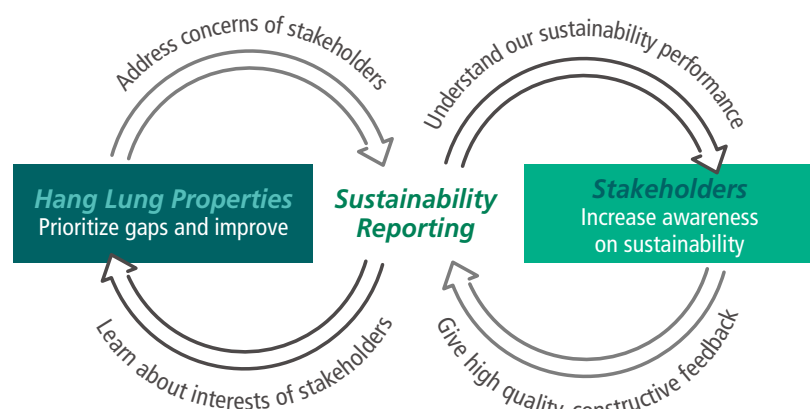 Address concerns of stakeholders
Understand our sustainability performance
Hang Lung Properties
Prioritize gaps and improve
Sustainability
Reporting
Stakeholders
Increase awareness
on sustainability
Learn about interests of stakeholders
Give high quality, constructive feedback